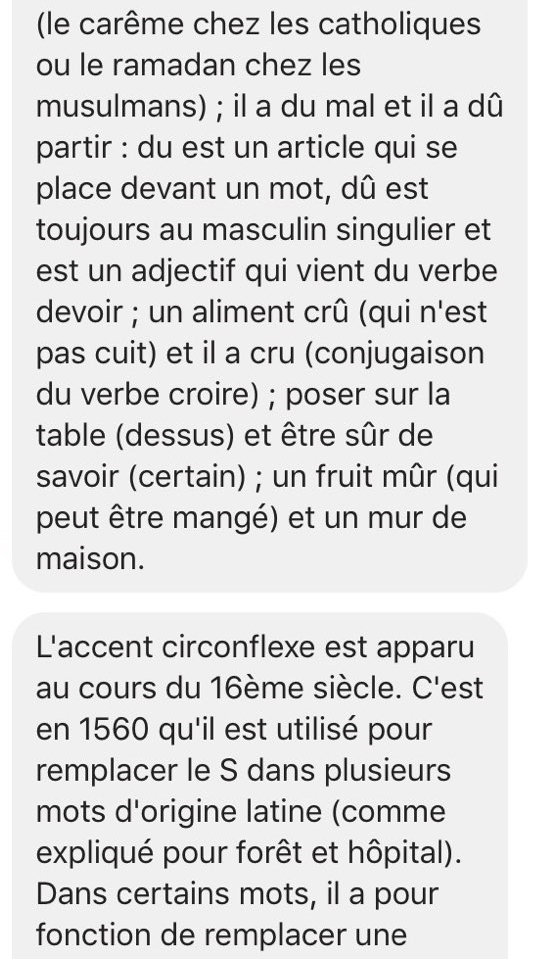 (le carême chez les catholiques
ou le ramadan chez les
musulmans) ; il a du mal et il a dû
partir : du est un article qui se
place devant un mot, dû est
toujours au masculin singulier et
est un adjectif qui vient du verbe
devoir ; un aliment crû (qui n'est
pas cuit) et il a cru (conjugaison
du verbe croire) ; poser sur la
table (dessus) et être sûr de
savoir (certain) ; un fruit mûr (qui
peut être mangé) et un mur de
maison.
L'accent circonflexe est apparu
au cours du 16ème siècle. C'est
en 1560 qu'il est utilisé pour
remplacer le S dans plusieurs
mots d'origine latine (comme
expliqué pour forêt et hôpital).
Dans certains mots, il a pour
fonction de remplacer une